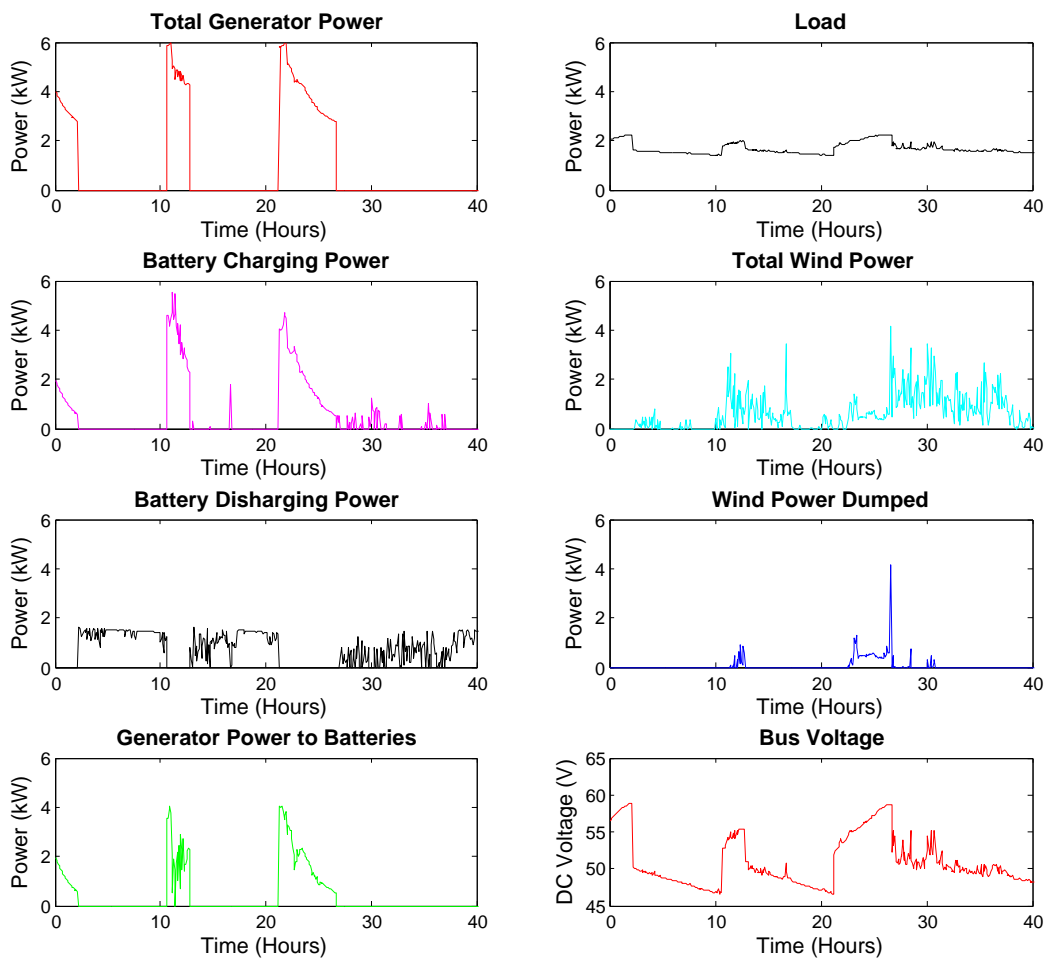 Total Generator Power
Power (kW)
6
4
2
0
0 10 20 30 40
Time (Hours)
Load
Power (kW)
6
4
2
0
0 10 20 30 40
Time (Hours)
Battery Charging Power
Power (kW)
6
4
2
0
0 10 20 30 40
Time (Hours)
Total Wind Power
Power (kW)
6
4
2
0
0 10 20 30 40
Time (Hours)
Battery Disharging Power
Power (kW)
6
4
2
0
0 10 20 30 40
Time (Hours)
Wind Power Dumped
Power (kW)
6
4
2
0
0 10 20 30 40
Time (Hours)
Generator Power to Batteries
Power (kW)
6
4
2
0
0 10 20 30 40
Time (Hours)
Bus Voltage
DC Voltage (V)
65
60
55
50
45
0 10 20 30 40
Time (Hours)